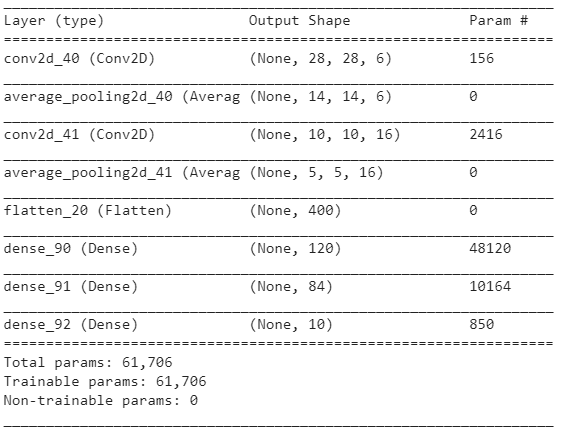 Layer (type) Output Shape Param #
conv2d_40 (Conv2D) (None, 28, 28, 6) 156
average_pooling2d_40 (Averag (None, 14, 14, 6) 0
conv2d_41 (Conv2D) (None, 10, 10, 16) 2416
average_pooling2d_41 (Averag (None, 5, 5, 16) 0
flatten_20 (Flatten) (None, 400) 0
dense_90 (Dense) (None, 120) 48120
dense_91 (Dense) (None, 84) 10164
dense_92 (Dense) (None, 10) 850
Total params: 61,706
Trainable params: 61,706
Non-trainable params: 0